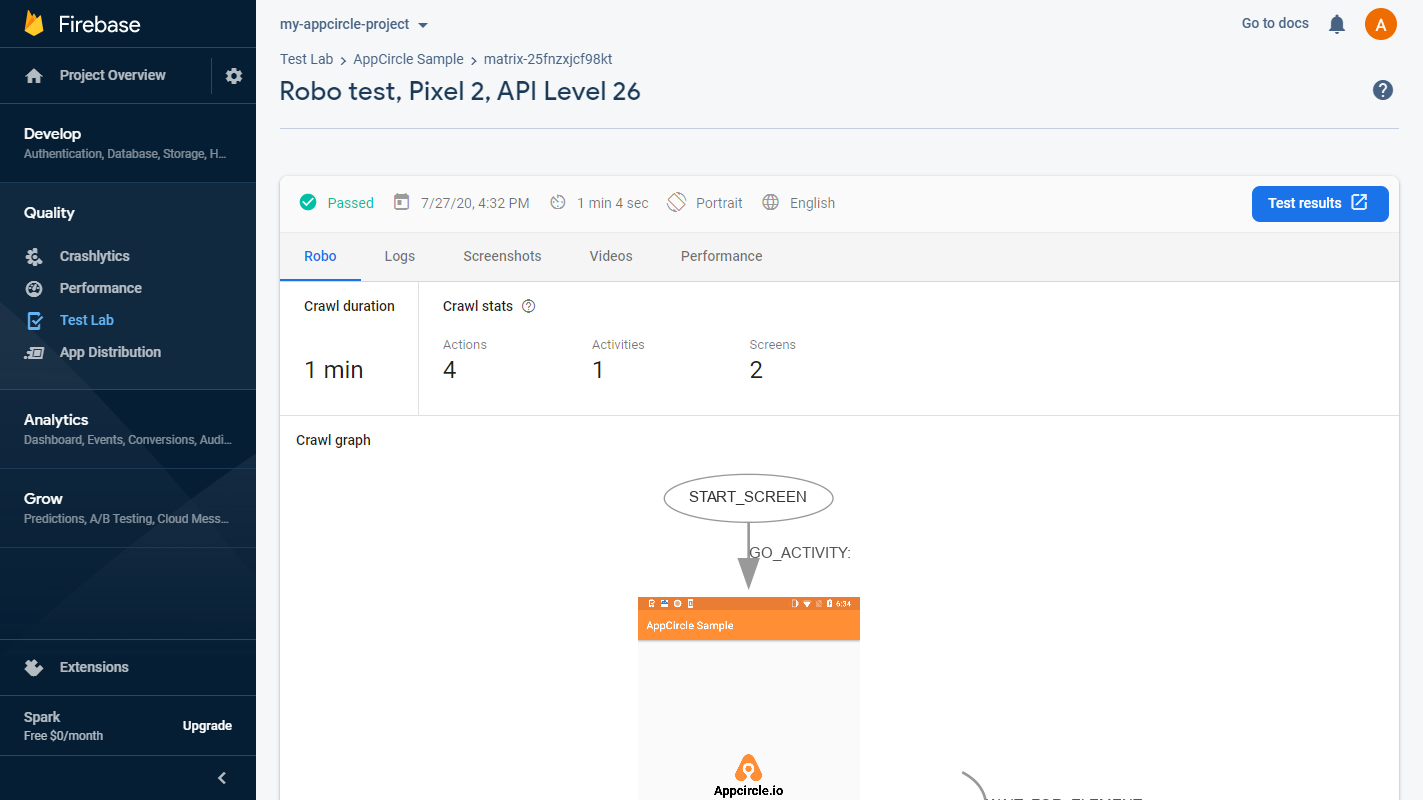 Firebase
Project Overview
Develop
Authentication, Database, Storage, H...
Quality
Crashlytics
Performance
Test Lab
App Distribution
Analytics
Dashboard, Events, Conversions, Audi...
Grow
Predictions, A/B Testing, Cloud Mess...
Extensions
Spark
Free $0/month
Upgrade
my-appcircle-project
Go to docs
A
Test Lab > AppCircle Sample > matrix-25fnzxjcf98kt
Robo test, Pixel 2, API Level 26
Passed 7/27/20, 4:32 PM 1 min 4 sec Portrait English
Test results
Robo Logs Screenshots Videos Performance
Crawl duration
1 min
Crawl stats
Actions Activities Screens
4 1 2
Crawl graph
START_SCREEN
GO_ACTIVITY:
6:34
AppCircle Sample
Appcircle.io